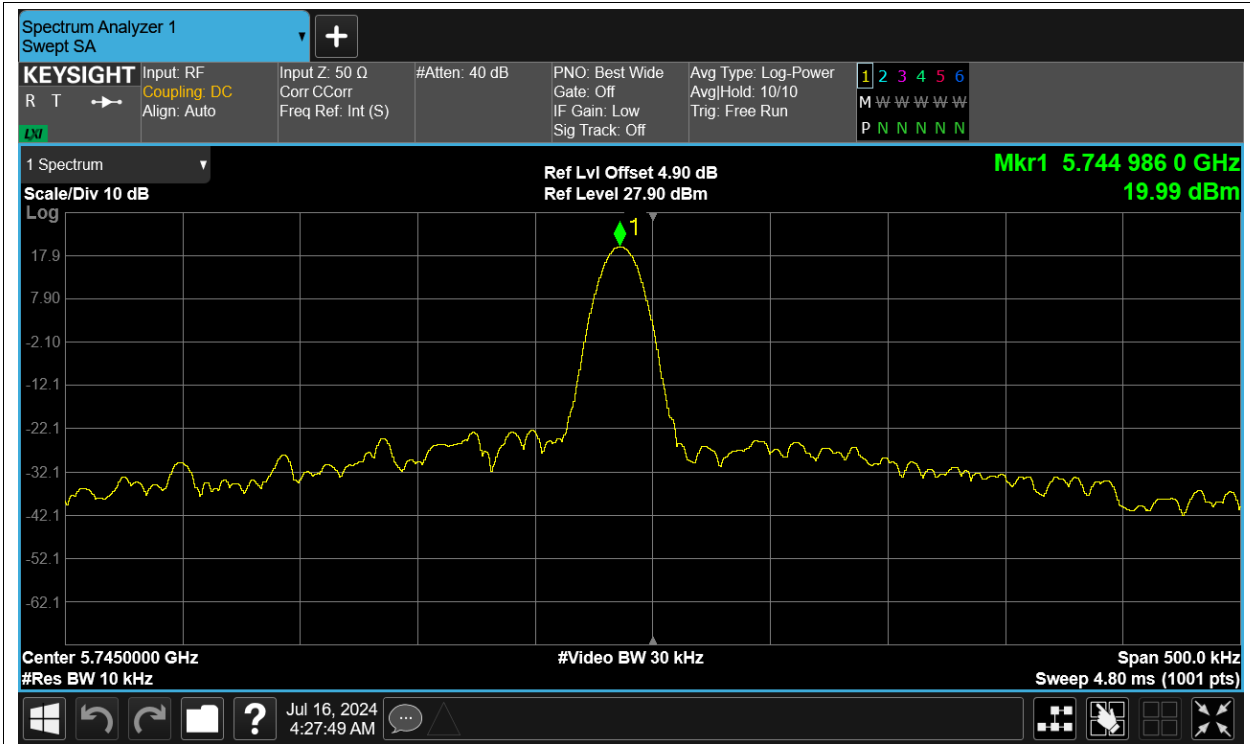 Spectrum Analyzer 1
Swept SA
KEYSIGHT
R T
LXI
Input: RF
Coupling: DC
Align: Auto
Input Z: 50 Ω
Corr CCorr
Freq Ref: Int (S)
#Atten: 40 dB
PNO: Best Wide
Gate: Off
IF Gain: Low
Sig Track: Off
Avg Type: Log-Power
Avg|Hold: 10/10
Trig: Free Run
1 2 3 4 5 6
M W W W W W
P N N N N N
1 Spectrum
Scale/Div 10 dB
Log
Ref Lvl Offset 4.90 dB
Ref Level 27.90 dBm
Mkr1 5.744 986 0 GHz
19.99 dBm
1
17.9
7.90
-2.10
-12.1
-22.1
-32.1
-42.1
-52.1
-62.1
Center 5.7450000 GHz
#Res BW 10 kHz
#Video BW 30 kHz
Span 500.0 kHz
Sweep 4.80 ms (1001 pts)
?
Jul 16, 2024
4:27:49 AM